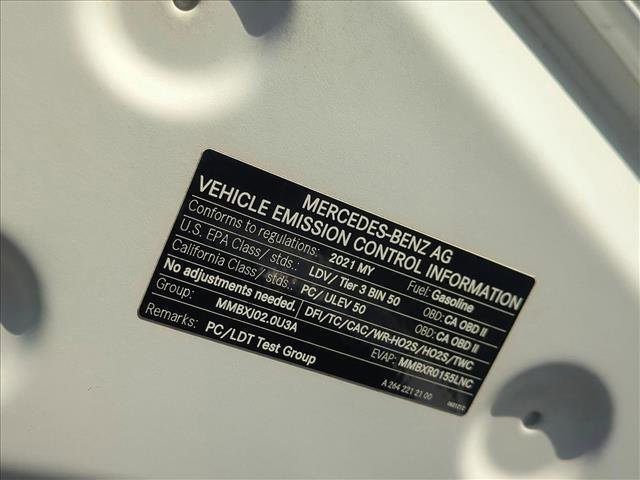 MERCEDES-BENZ AG
VEHICLE EMISSION CONTROL INFORMATION
Conforms to regulations: 2021 MY Fuel: Gasoline
U.S. EPA Class/ stds.: LDV/ Tier 3 BIN 50 OBD: CA OBD II
California Class/ stds.: PC/ ULEV 50 OBD: CA OBD II
No adjustments needed. DFI/TC/CAC/WR-HO2S/HO2S/TWC
Group: MMBXJ02.0U3A EVAP: MMBXR0155LNC
Remarks: PC/LDT Test Group
A 264 221 21 00